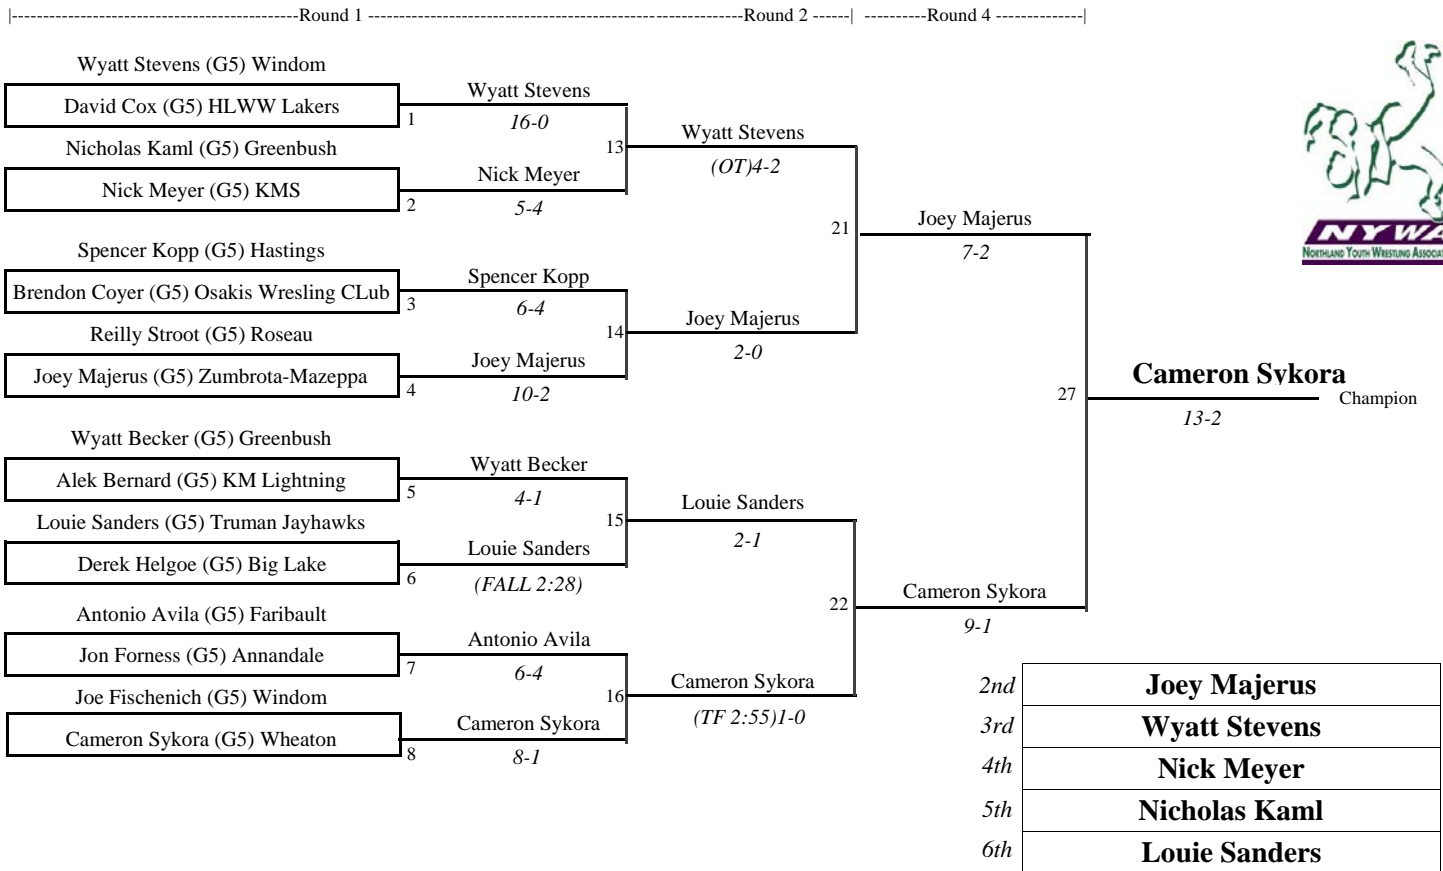 |----------------------------------------------Round 1 ------------------------------------------------------------Round 2 ------| ----------Round 4 --------------|
Wyatt Stevens (G5) Windom
David Cox (G5) HLWW Lakers
1
Nicholas Kaml (G5) Greenbush
Nick Meyer (G5) KMS
2
Spencer Kopp (G5) Hastings
Brendon Coyer (G5) Osakis Wresling CLub
3
Reilly Stroot (G5) Roseau
Joey Majerus (G5) Zumbrota-Mazeppa
4
Wyatt Becker (G5) Greenbush
Alek Bernard (G5) KM Lightning
5
Louie Sanders (G5) Truman Jayhawks
Derek Helgoe (G5) Big Lake
6
Antonio Avila (G5) Faribault
Jon Forness (G5) Annandale
7
Joe Fischenich (G5) Windom
Cameron Sykora (G5) Wheaton
8
Wyatt Stevens
16-0
13
Nick Meyer
5-4
Spencer Kopp
6-4
14
Joey Majerus
10-2
Wyatt Becker
4-1
15
Louie Sanders
(FALL 2:28)
Antonio Avila
6-4
16
Cameron Sykora
8-1
Wyatt Stevens
(OT)4-2
21
Joey Majerus
2-0
Louie Sanders
2-1
22
Cameron Sykora
(TF 2:55)1-0
Joey Majerus
7-2
27
Cameron Sykora
9-1
Cameron Sykora
Champion
13-2
NYWA
NORTHLAND YOUTH WRESTLING
2nd Joey Majerus
3rd Wyatt Stevens
4th Nick Meyer
5th Nicholas Kaml
6th Louie Sanders